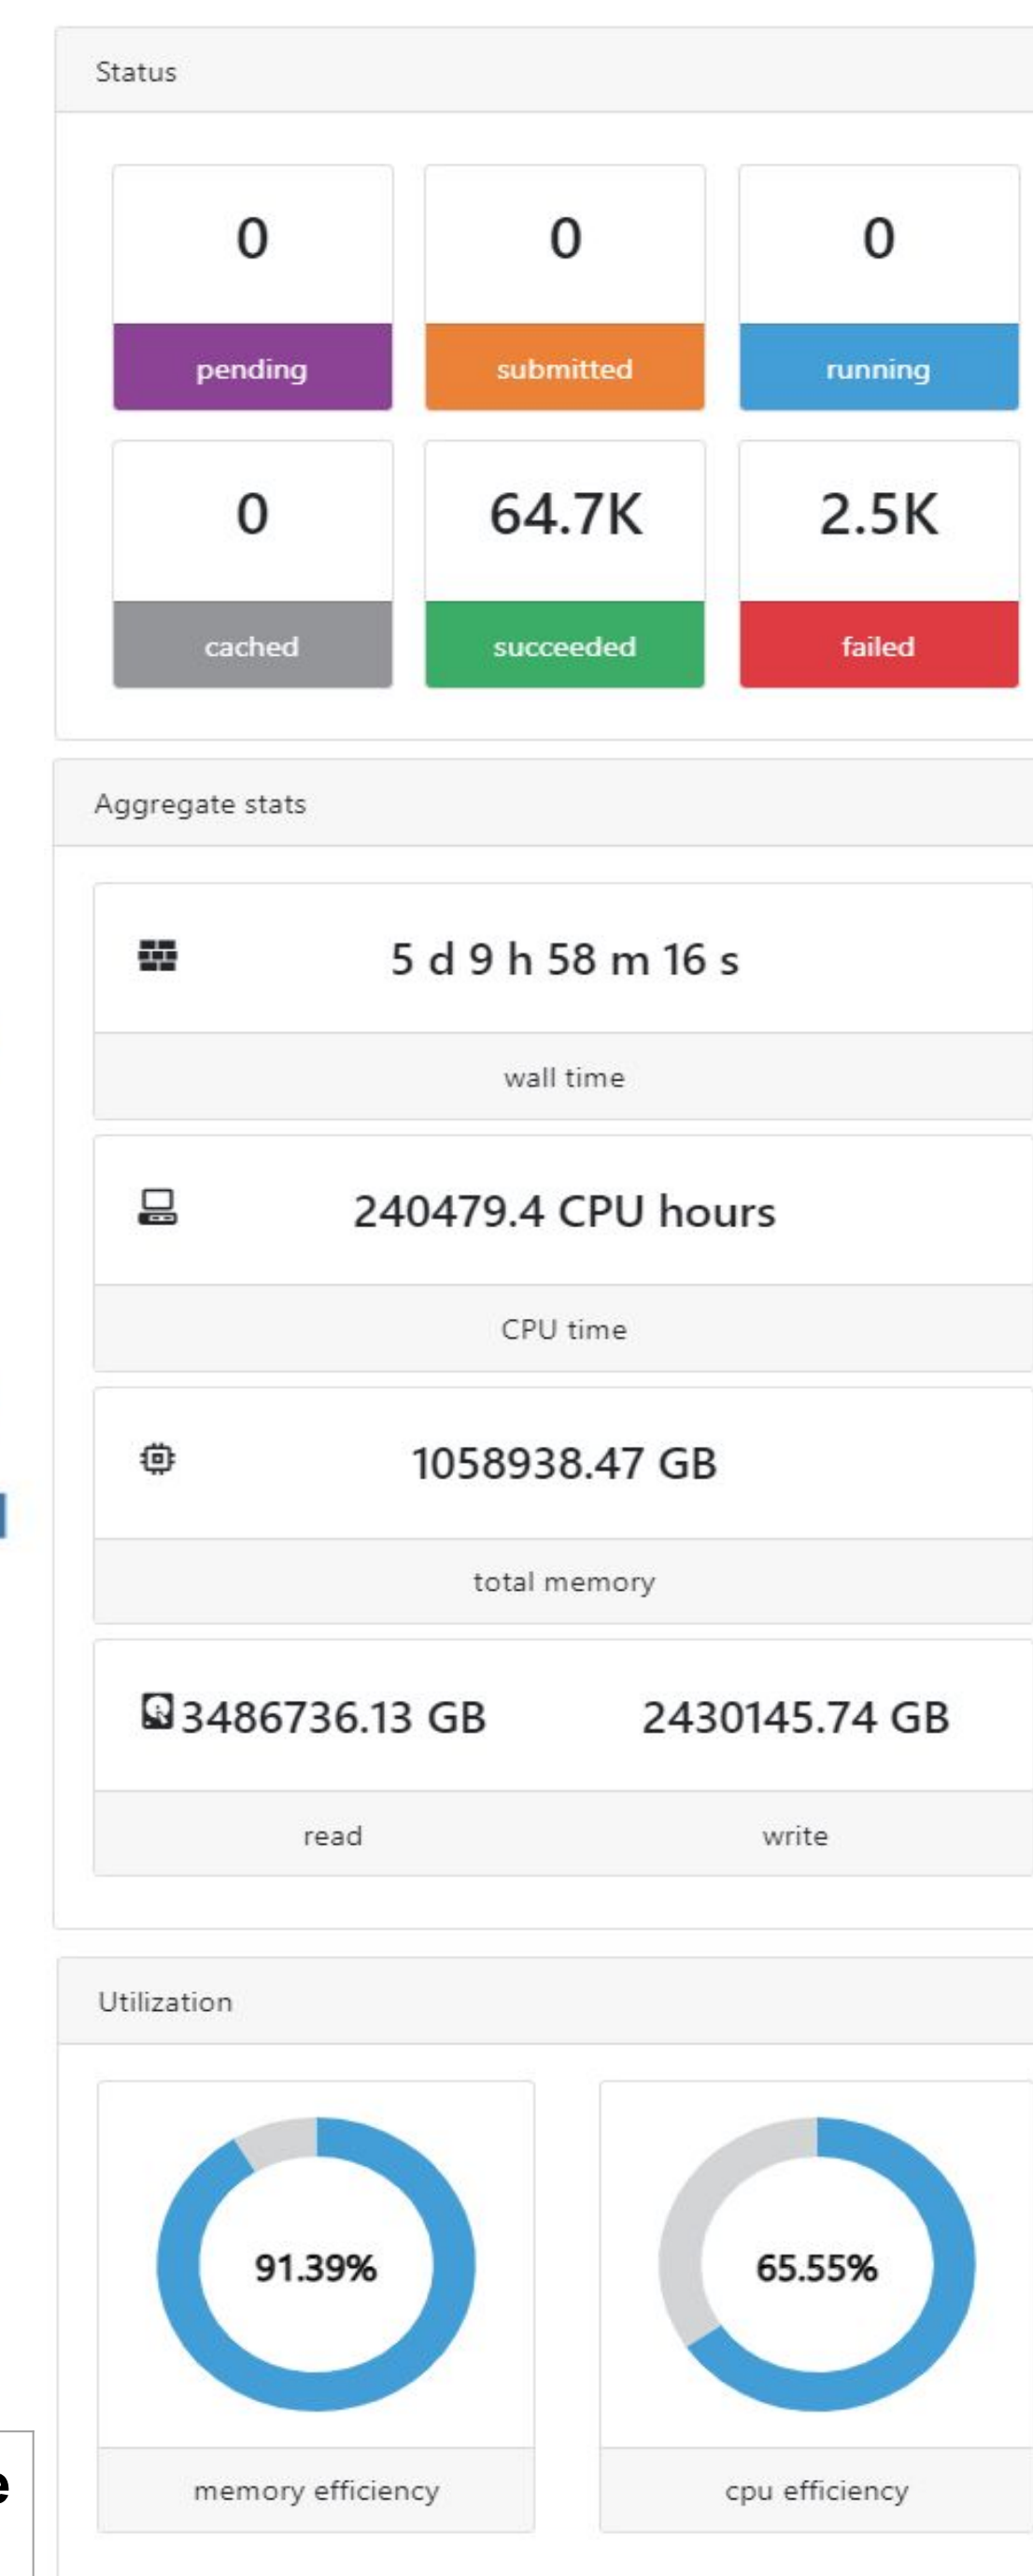 Status
0 0 0
pending submitted running
0 64.7K 2.5K
cached succeeded failed
Aggregate stats
5 d 9 h 58 m 16 s
wall time
240479.4 CPU hours
CPU time
1058938.47 GB
total memory
3486736.13 GB 2430145.74 GB
read write
Utilization
91.39% 65.55%
memory efficiency cpu efficiency
e